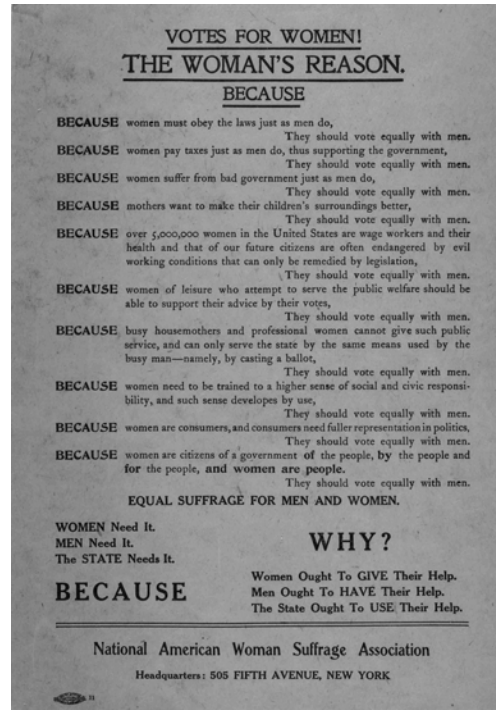 VOTES FOR WOMEN!
THE WOMAN'S REASON.
BECAUSE
BECAUSE women must obey the laws just as men do,
They should vote equally with men.
BECAUSE women pay taxes just as men do, thus supporting the government,
They should vote equally with men.
BECAUSE women suffer from bad government just as men do,
They should vote equally with men.
BECAUSE mothers want to make their children's surroundings better,
They should vote equally with men.
BECAUSE over 5,000,000 women in the United States are wage workers and their
health and that of our future citizens are often endangered by evil
working conditions that can only be remedied by legislation,
They should vote equally with men.
BECAUSE women of leisure who attempt to serve the public welfare should be
able to support their advice by their votes,
They should vote equally with men.
BECAUSE busy housemothers and professional women cannot give such public
service, and can only serve the state by the same means used by the
busy man—namely, by casting a ballot,
They should vote equally with men.
BECAUSE women need to be trained to a higher sense of social and civic responsi-
bility, and such sense developes by use,
They should vote equally with men.
BECAUSE women are consumers, and consumers need fuller representation in politics,
They should vote equally with men.
BECAUSE women are citizens of a government of the people, by the people and
for the people, and women are people.
They should vote equally with men.
EQUAL SUFFRAGE FOR MEN AND WOMEN.
WOMEN Need It.
MEN Need It.
The STATE Needs It.
WHY?
BECAUSE
Women Ought To GIVE Their Help.
Men Ought To HAVE Their Help.
The State Ought To USE Their Help.
National American Woman Suffrage Association
Headquarters: 505 FIFTH AVENUE, NEW YORK